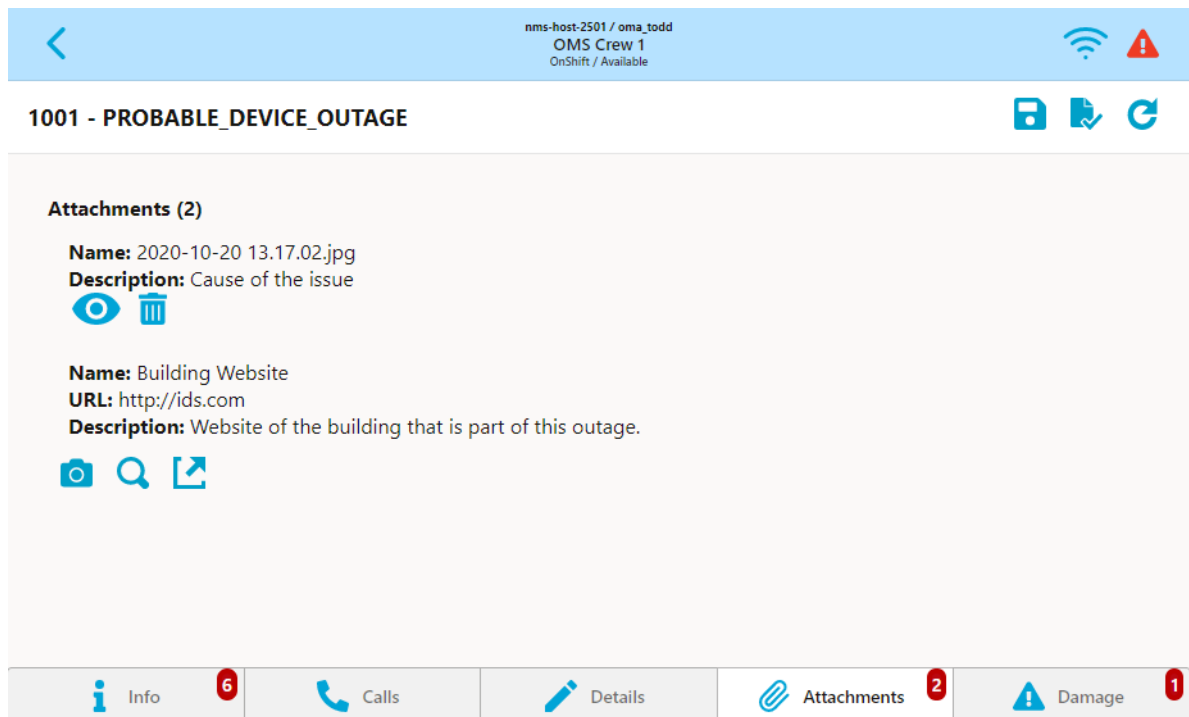 nms-host-2501 / oma_todd
OMS Crew 1
OnShift / Available
1001 - PROBABLE_DEVICE_OUTAGE
Attachments (2)
Name: 2020-10-20 13.17.02.jpg
Description: Cause of the issue
Name: Building Website
URL: http://ids.com
Description: Website of the building that is part of this outage.
Info 6 Calls Details Attachments 2 Damage 1